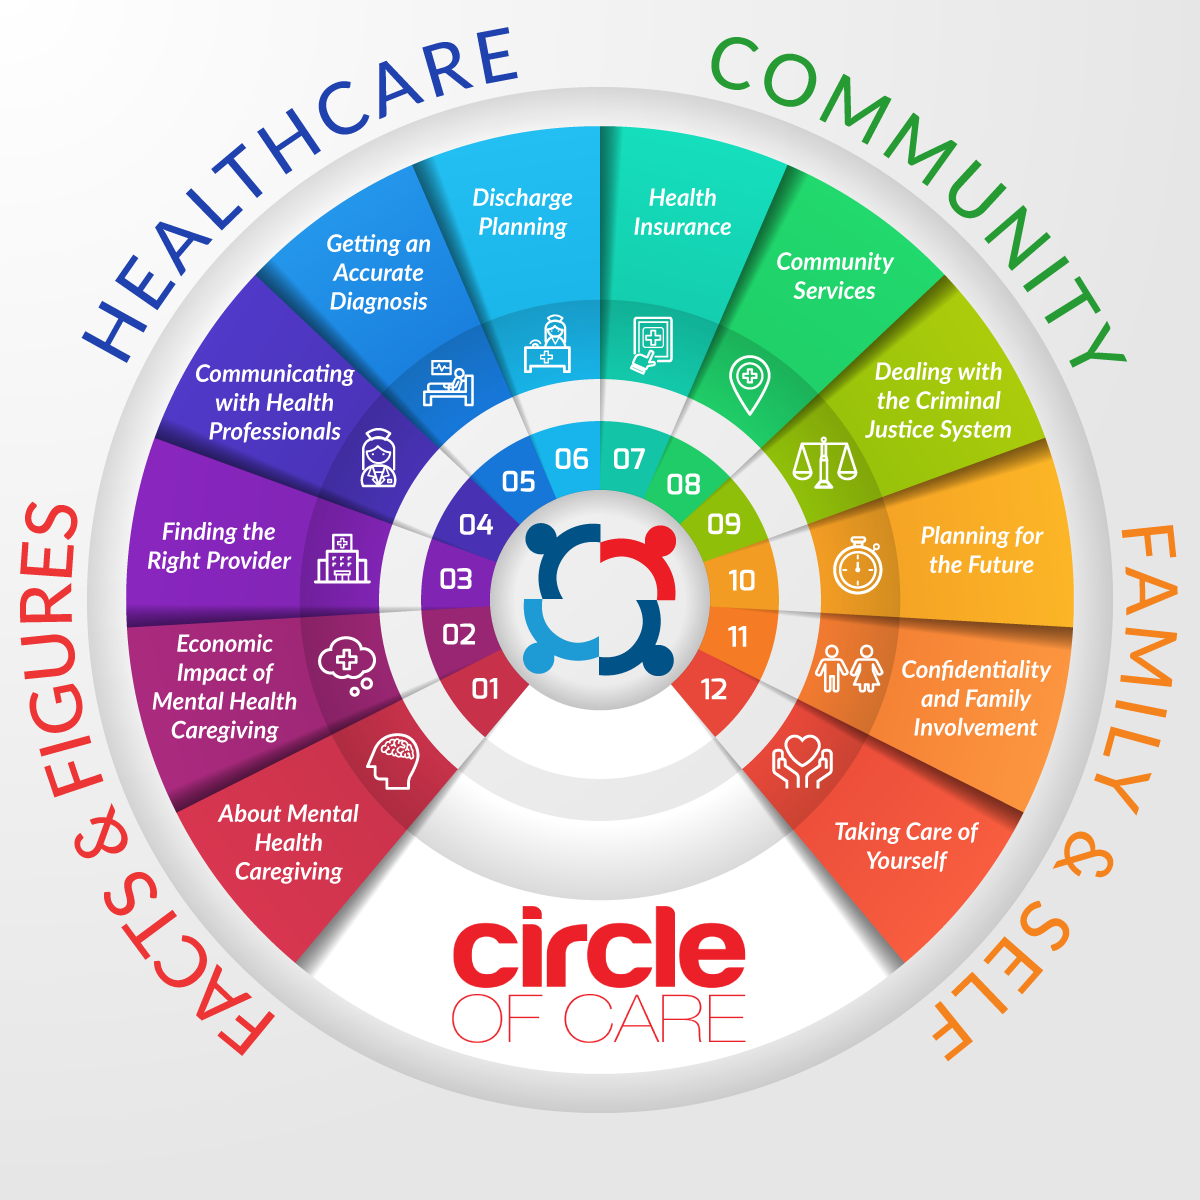 HEALTHCARE
COMMUNITY
FACTS & FIGURES
FAMILY & SELF
01
About Mental
Health
Caregiving
02
Economic
Impact of
Mental Health
Caregiving
03
Finding the
Right Provider
04
Communicating
with Health
Professionals
05
Getting an
Accurate
Diagnosis
06
Discharge
Planning
07
Health
Insurance
08
Community
Services
09
Dealing with
the Criminal
Justice System
10
Planning for
the Future
11
Confidentiality
and Family
Involvement
12
Taking Care of
Yourself
circle
OF CARE